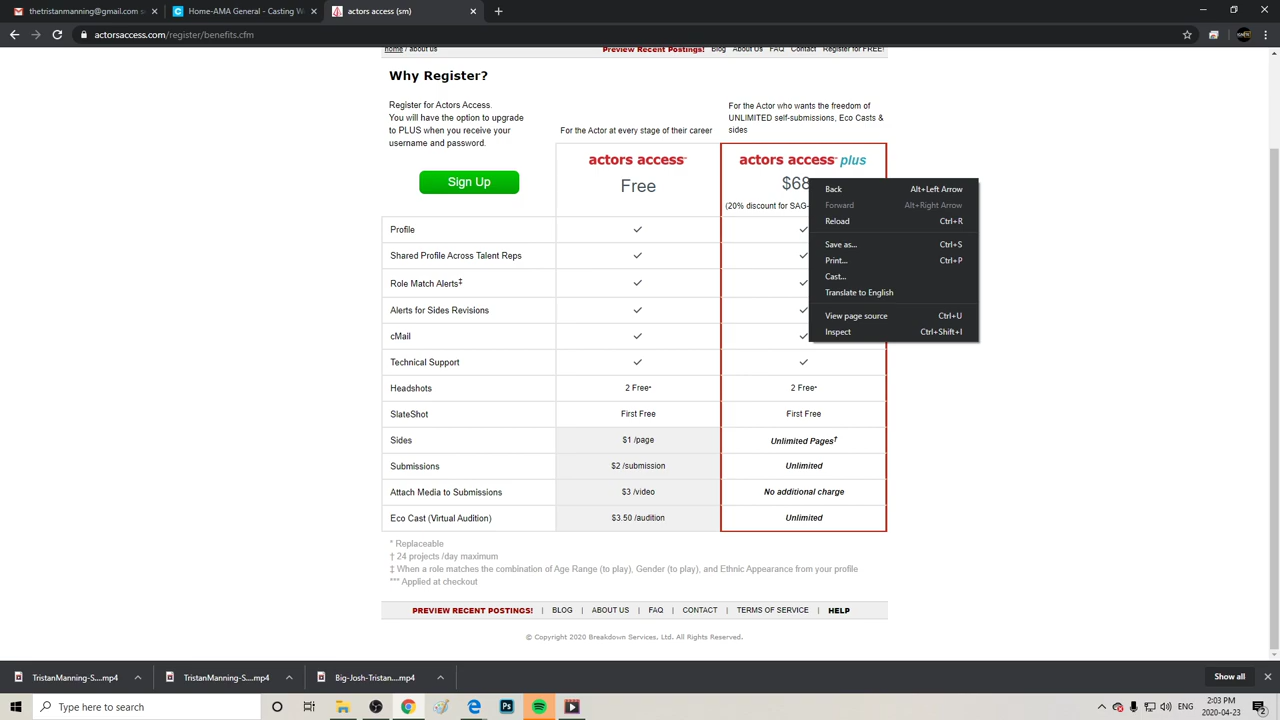 thetristanmanning@gmail.com
Home-AMA General - Casting W
actors access (sm)
actorsaccess.com/register/benefits.cfm
home / about us
Preview Recent Postings!
Blog
About Us
FAQ
Contact
Register for FREE!
Why Register?
Register for Actors Access.
You will have the option to upgrade
to PLUS when you receive your
username and password.
Sign Up
For the Actor at every stage of their career
For the Actor who wants the freedom of
UNLIMITED self-submissions, Eco Casts &
sides
actors access℠
Free
actors access℠ plus
$68
(20% discount for SAG-
Back Alt+Left Arrow
Forward Alt+Right Arrow
Reload Ctrl+R
Save as... Ctrl+S
Print... Ctrl+P
Cast...
Translate to English
View page source Ctrl+U
Inspect Ctrl+Shift+I
Profile ✓ ✓
Shared Profile Across Talent Reps ✓ ✓
Role Match Alerts‡ ✓ ✓
Alerts for Sides Revisions ✓ ✓
cMail ✓ ✓
Technical Support ✓ ✓
Headshots 2 Free* 2 Free*
SlateShot First Free First Free
Sides $1 /page Unlimited Pages†
Submissions $2 /submission Unlimited
Attach Media to Submissions $3 /video No additional charge
Eco Cast (Virtual Audition) $3.50 /audition Unlimited
* Replaceable
† 24 projects /day maximum
‡ When a role matches the combination of Age Range (to play), Gender (to play), and Ethnic Appearance from your profile
*** Applied at checkout
PREVIEW RECENT POSTINGS! | BLOG | ABOUT US | FAQ | CONTACT | TERMS OF SERVICE | HELP
© Copyright 2020 Breakdown Services, Ltd. All Rights Reserved.
TristanManning-S....mp4
TristanManning-S....mp4
Big-Josh-Tristan....mp4
Show all
Type here to search
ENG
2:03 PM
2020-04-23
2